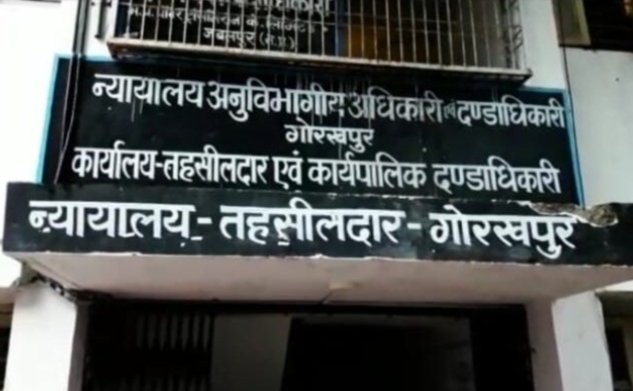 जबलपुर (म.प्र.)
न्यायालय अनुविभागीय अधिकारी एवं दण्डाधिकारी
गोरखपुर
कार्यालय-तहसीलदार एवं कार्यपालिक दण्डाधिकारी
न्यायालय - तहसीलदार - गोरखपुर